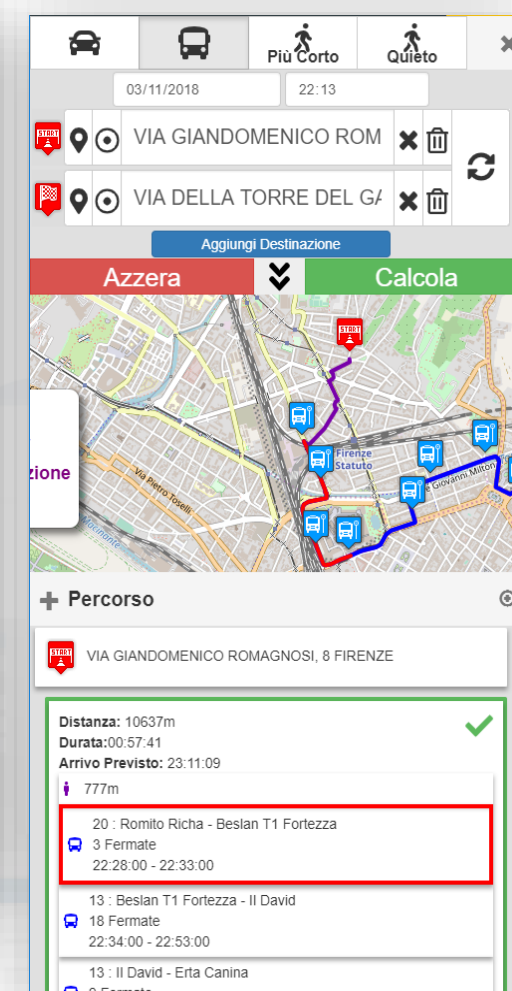 Più Corto
Quieto
03/11/2018
22:13
START
VIA GIANDOMENICO ROM
VIA DELLA TORRE DEL GA
Aggiungi Destinazione
Azzera
Calcola
START
Firenze
Statuto
zione
Via Pietro Toselli
Giovanni Milton
Percorso
START
VIA GIANDOMENICO ROMAGNOSI, 8 FIRENZE
Distanza: 10637m
Durata:00:57:41
Arrivo Previsto: 23:11:09
777m
20 : Romito Richa - Beslan T1 Fortezza
3 Fermate
22:28:00 - 22:33:00
13 : Beslan T1 Fortezza - Il David
18 Fermate
22:34:00 - 22:53:00
13 : Il David - Erta Canina